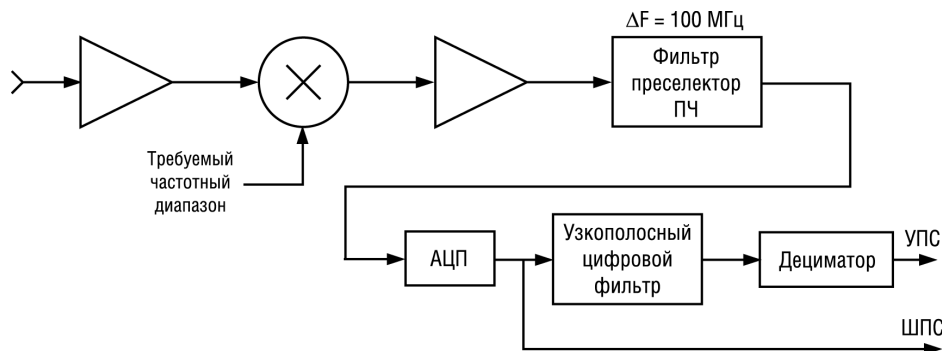 ΔF = 100 МГц
Фильтр
преселектор
ПЧ
Требуемый
частотный
диапазон
АЦП
Узкополосный
цифровой
фильтр
Дециматор
УПС
ШПС